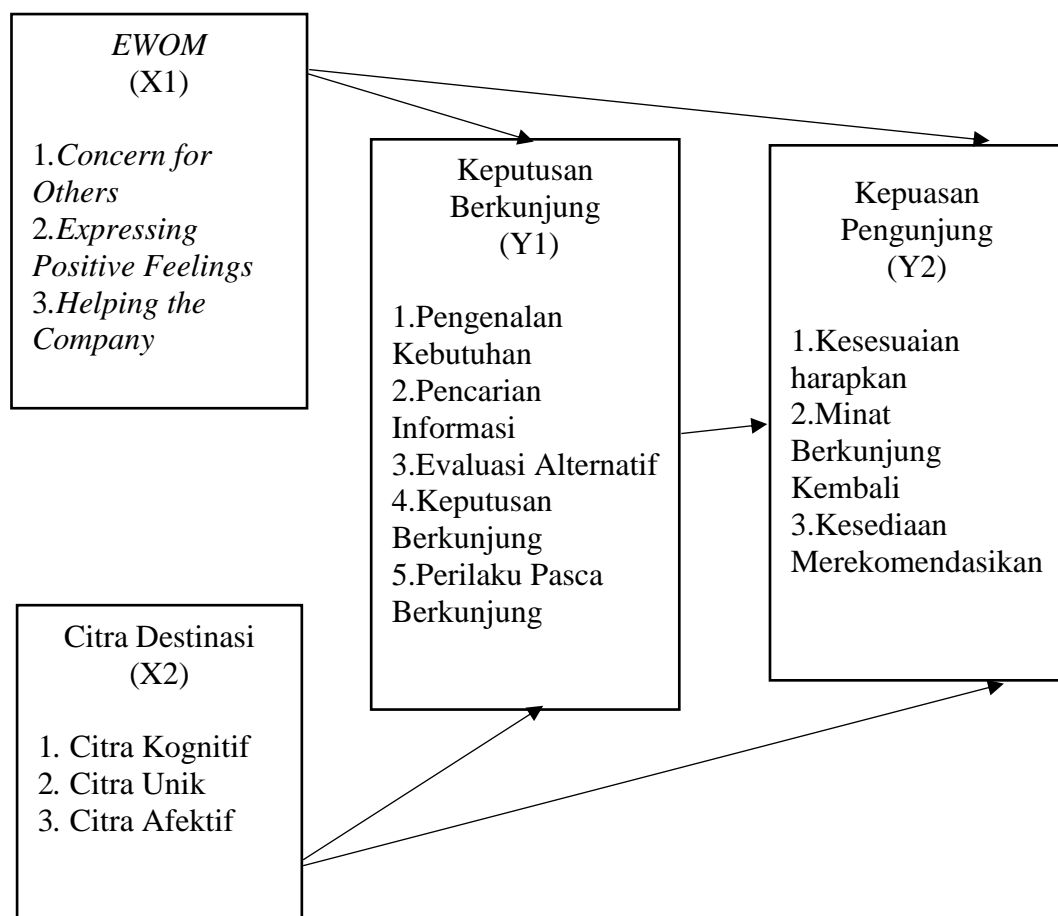 EWOM
(X1)
1.Concern for
Others
2.Expressing
Positive Feelings
3.Helping the
Company
Keputusan
Berkunjung
(Y1)
1.Pengenalan
Kebutuhan
2.Pencarian
Informasi
3.Evaluasi Alternatif
4.Keputusan
Berkunjung
5.Perilaku Pasca
Berkunjung
Kepuasan
Pengunjung
(Y2)
1.Kesesuaian
harapkan
2.Minat
Berkunjung
Kembali
3.Kesediaan
Merekomendasikan
Citra Destinasi
(X2)
1. Citra Kognitif
2. Citra Unik
3. Citra Afektif